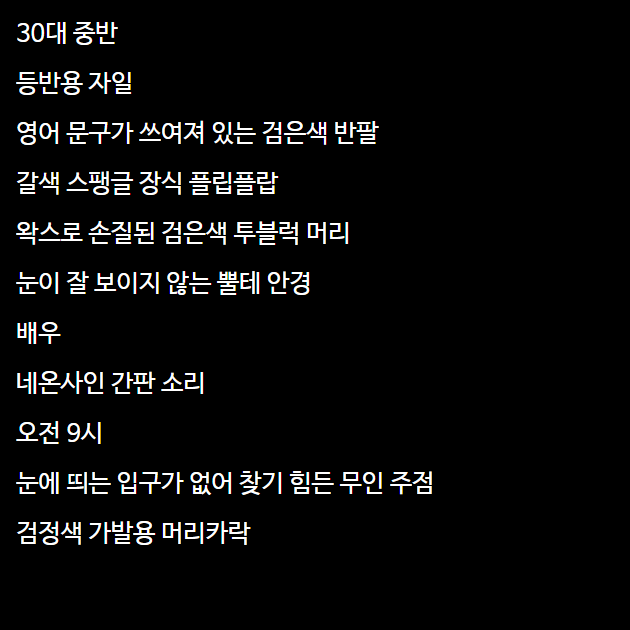 30대 중반
등반용 자일
영어 문구가 쓰여져 있는 검은색 반팔
갈색 스팽글 장식 플립플랍
왁스로 손질된 검은색 투블럭 머리
눈이 잘 보이지 않는 뿔테 안경
배우
네온사인 간판 소리
오전 9시
눈에 띄는 입구가 없어 찾기 힘든 무인 주점
검정색 가발용 머리카락